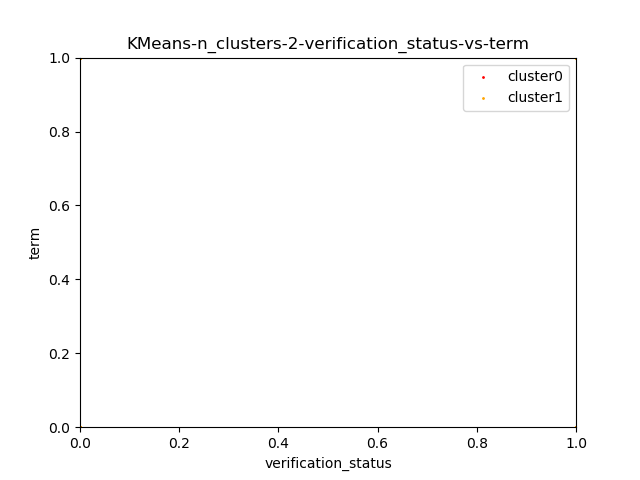 KMeans-n_clusters-2-verification_status-vs-term
1.0
cluster0
cluster1
0.8
0.6
term
0.4
0.2
0.0
0.0 0.2 0.4 0.6 0.8 1.0
verification_status